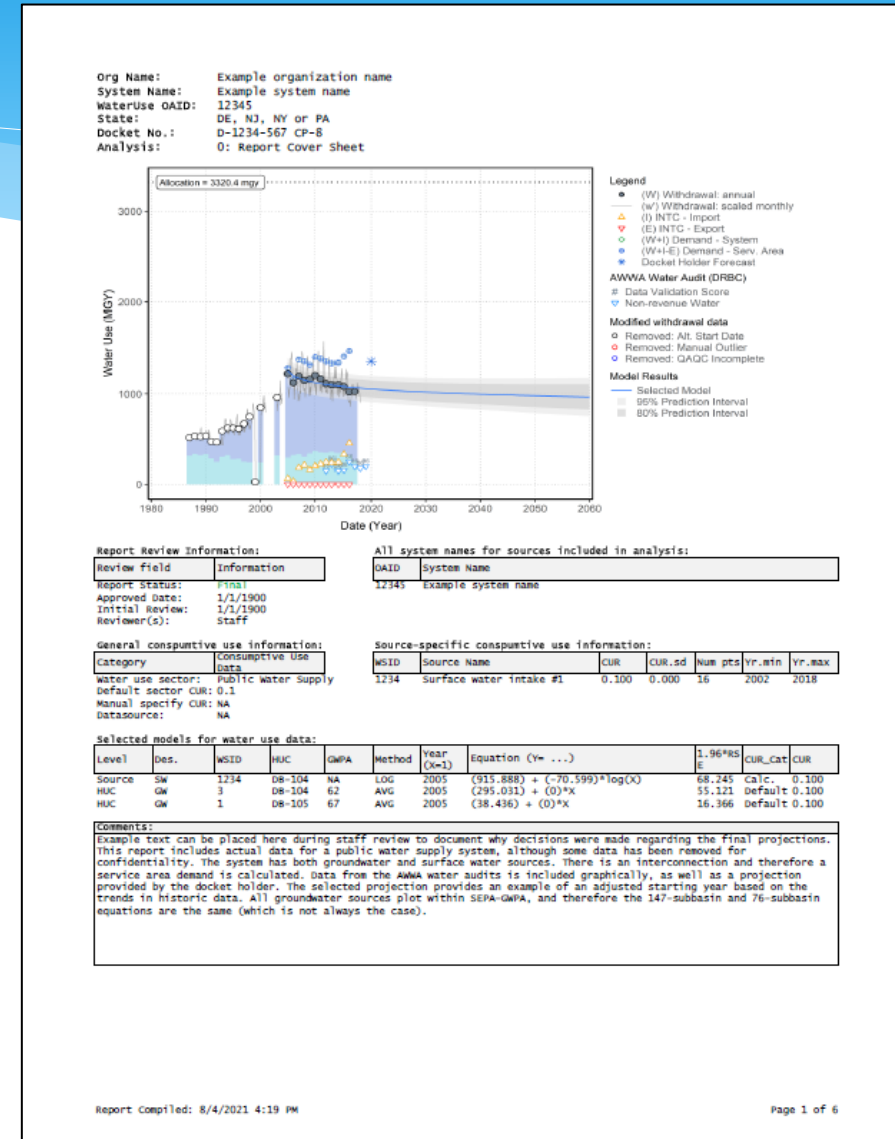 Org Name: Example organization name
System Name: Example system name
WaterUse OAID: 12345
State: DE, NJ, NY or PA
Docket No.: D-1234-567 CP-8
Analysis: 0: Report Cover Sheet
Allocation = 3320.4 mgy
Water Use (MGY)
3000
2000
1000
0
1980 1990 2000 2010 2020 2030 2040 2050 2060
Date (Year)
Legend
(W) Withdrawal: annual
(w') Withdrawal: scaled monthly
(I) INTC - Import
(E) INTC - Export
(W+I) Demand - System
(W+I-E) Demand - Serv. Area
Docket Holder Forecast
AWWA Water Audit (DRBC)
# Data Validation Score
Non-revenue Water
Modified withdrawal data
Removed: Alt. Start Date
Removed: Manual Outlier
Removed: QAQC Incomplete
Model Results
Selected Model
95% Prediction Interval
80% Prediction Interval
Report Review Information:
Review field Information
Report Status: Final
Approved Date: 1/1/1900
Initial Review: 1/1/1900
Reviewer(s): Staff
All system names for sources included in analysis:
OAID System Name
12345 Example system name
General conspumtive use information:
Category Consumptive Use Data
Water use sector: Public Water Supply
Default sector CUR: 0.1
Manual specify CUR: NA
Datasource: NA
Source-specific conspumtive use information:
WSID Source Name CUR CUR.sd Num pts Yr.min Yr.max
1234 Surface water intake #1 0.100 0.000 16 2002 2018
Selected models for water use data:
Level Des. WSID HUC GWPA Method Year (X=1) Equation (Y= ...) 1.96*RSE CUR_Cat CUR
Source SW 1234 DB-104 NA LOG 2005 (915.888) + (-70.599)*log(X) 68.245 Calc. 0.100
HUC GW 3 DB-104 62 AVG 2005 (295.031) + (0)*X 55.121 Default 0.100
HUC GW 1 DB-105 67 AVG 2005 (38.436) + (0)*X 16.366 Default 0.100
Comments:
Example text can be placed here during staff review to document why decisions were made regarding the final projections.
This report includes actual data for a public water supply system, although some data has been removed for
confidentiality. The system has both groundwater and surface water sources. There is an interconnection and therefore a
service area demand is calculated. Data from the AWWA water audits is included graphically, as well as a projection
provided by the docket holder. The selected projection provides an example of an adjusted starting year based on the
trends in historic data. All groundwater sources plot within SEPA-GWPA, and therefore the 147-subbasin and 76-subbasin
equations are the same (which is not always the case).
Report Compiled: 8/4/2021 4:19 PM
Page 1 of 6